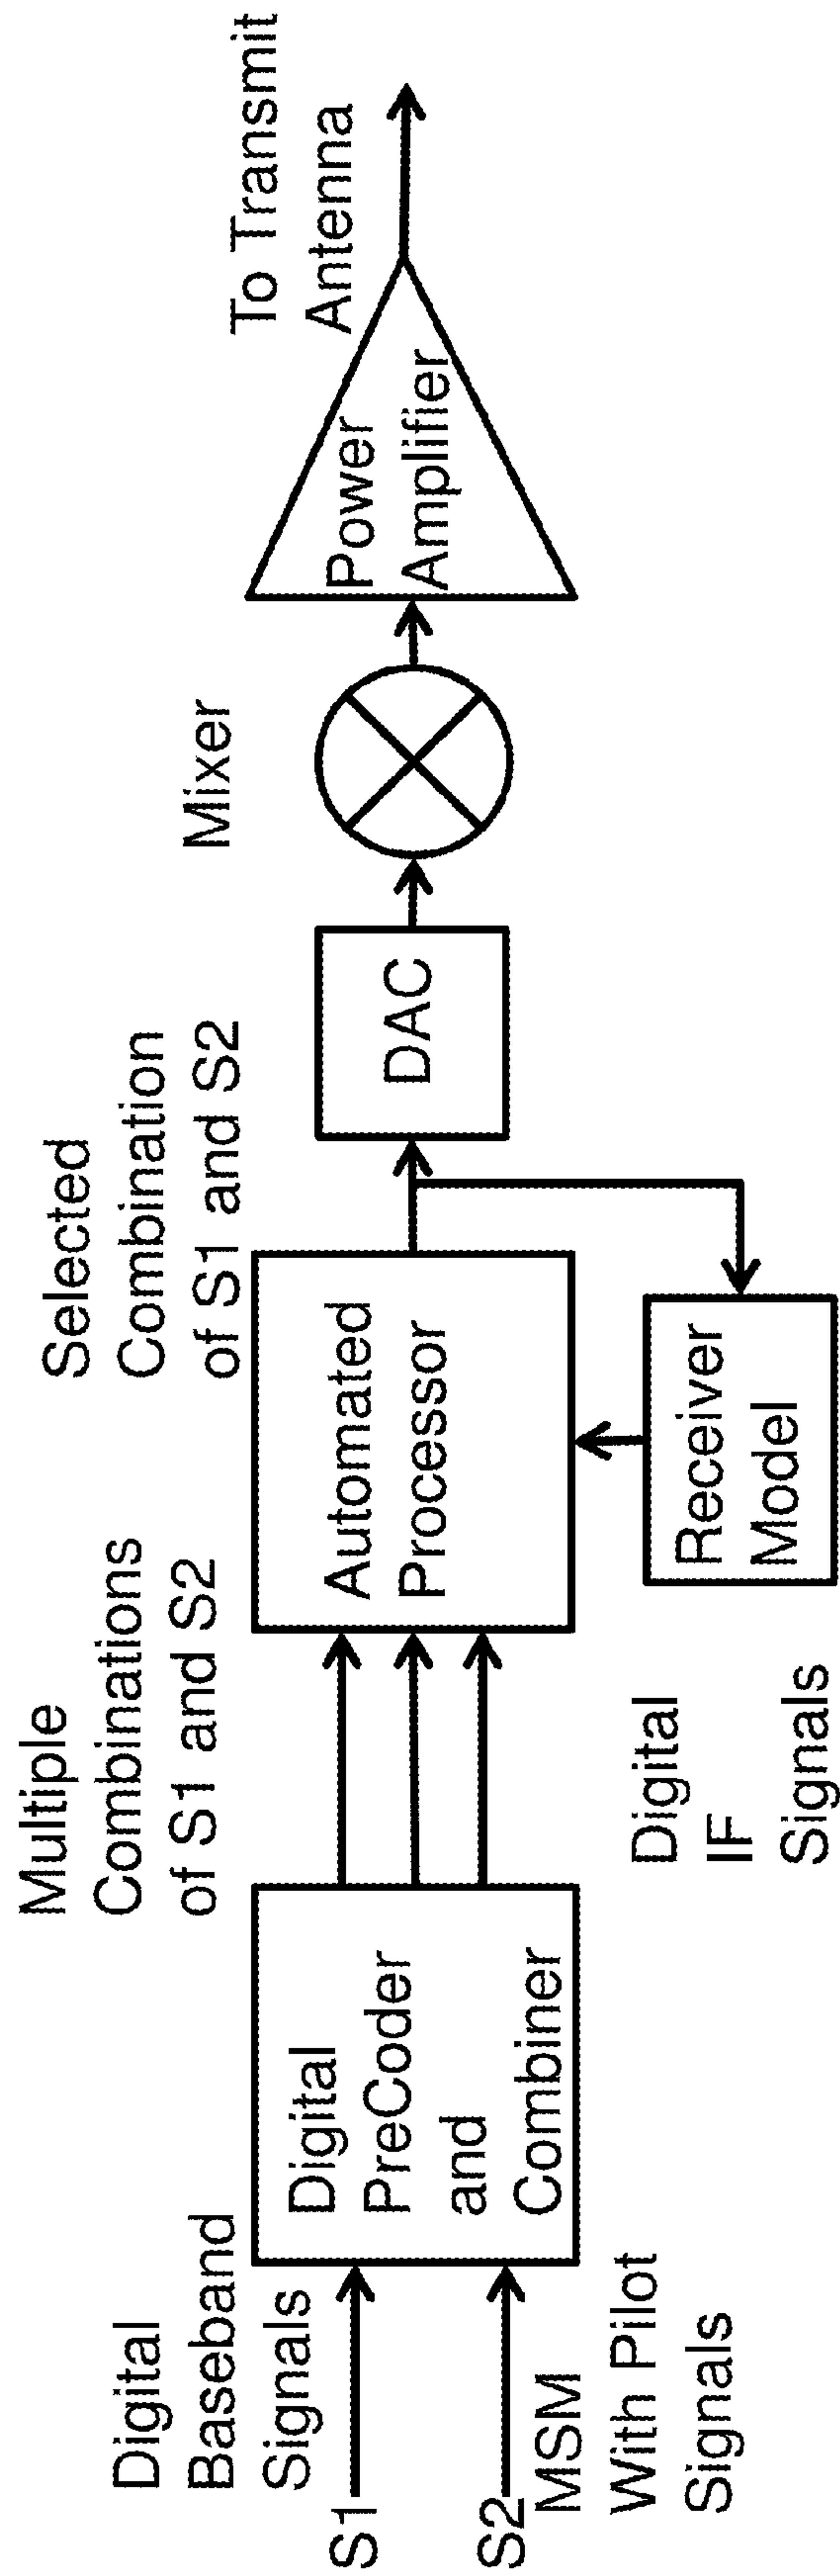 Digital
Baseband
Signals
S1
S2
MSM
With Pilot
Signals
Digital
PreCoder
and
Combiner
Multiple
Combinations
of S1 and S2
Digital
IF
Signals
Automated
Processor
Receiver
Model
Selected
Combination
of S1 and S2
DAC
Mixer
Power
Amplifier
To Transmit
Antenna